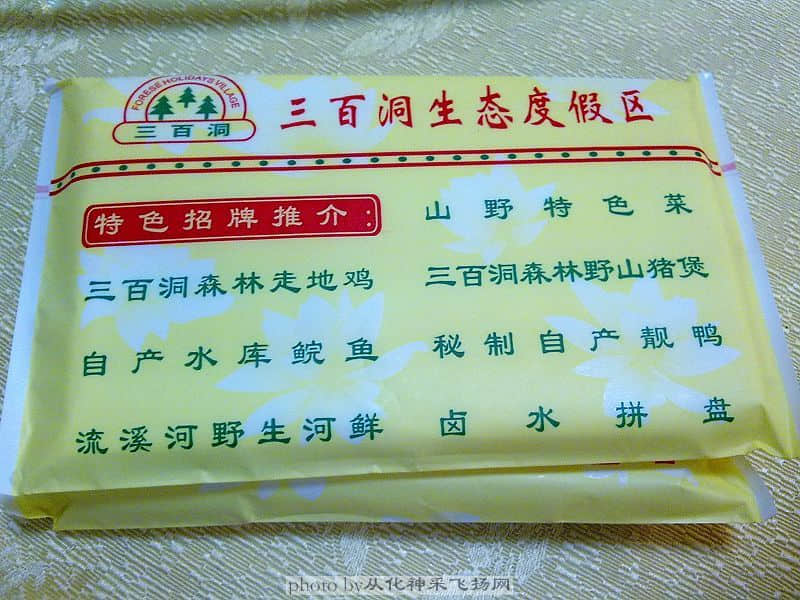 FORESE HOLIDAYS VILLAGE
三百洞
三百洞生态度假区
特色招牌推介：
三百洞森林走地鸡
自产水库鲩鱼
流溪河野生河鲜
山野特色菜
三百洞森林野山猪煲
秘制自产靓鸭
卤水拼盘
photo by从化神采飞扬网